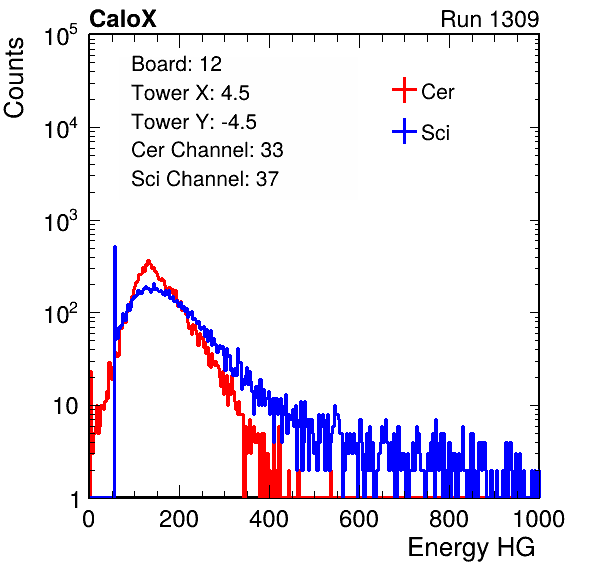 CaloX Run 1309
Board: 12
Tower X: 4.5
Tower Y: -4.5
Cer Channel: 33
Sci Channel: 37
Cer
Sci
Counts
10^5
10^4
10^3
10^2
10
1
0 200 400 600 800 1000
Energy HG